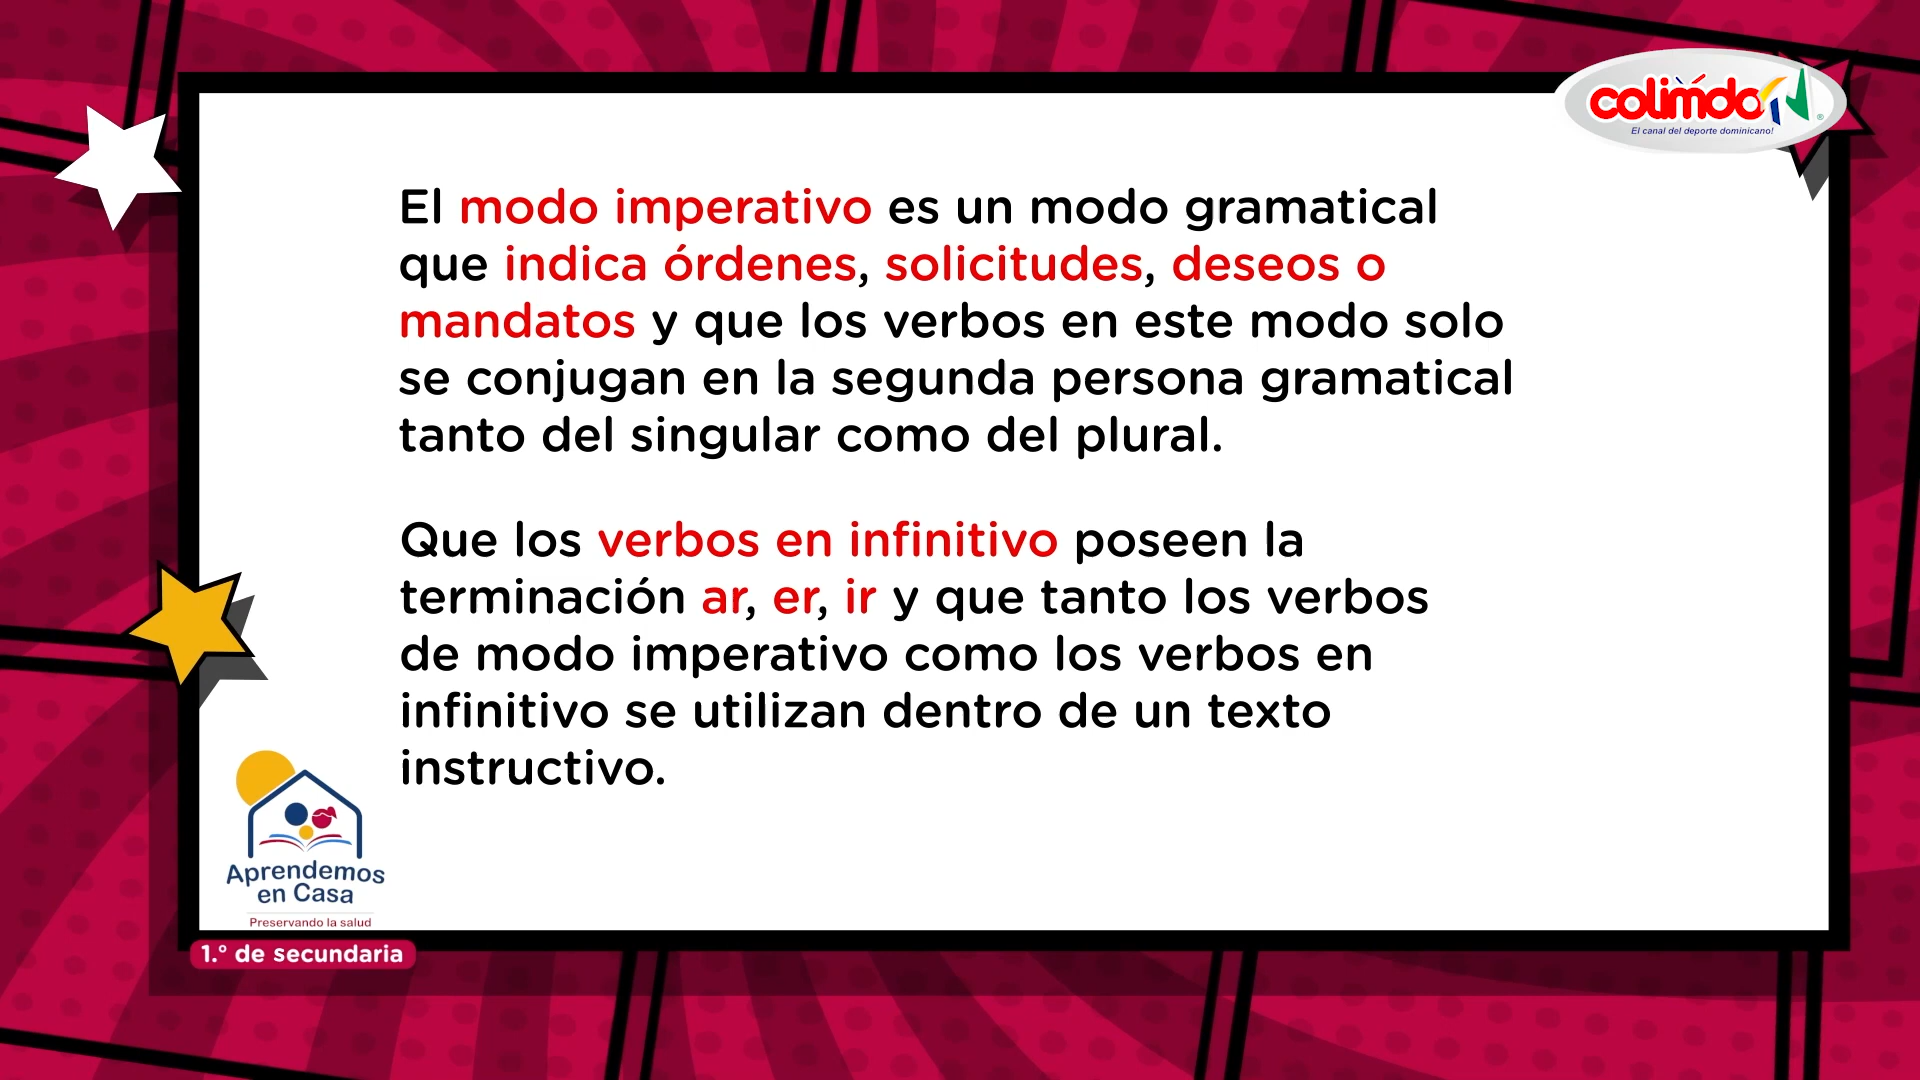 colimdo
El canal del deporte dominicano!
El modo imperativo es un modo gramatical
que indica órdenes, solicitudes, deseos o
mandatos y que los verbos en este modo solo
se conjugan en la segunda persona gramatical
tanto del singular como del plural.
Que los verbos en infinitivo poseen la
terminación ar, er, ir y que tanto los verbos
de modo imperativo como los verbos en
infinitivo se utilizan dentro de un texto
instructivo.
Aprendemos
en Casa
Preservando la salud
1.° de secundaria